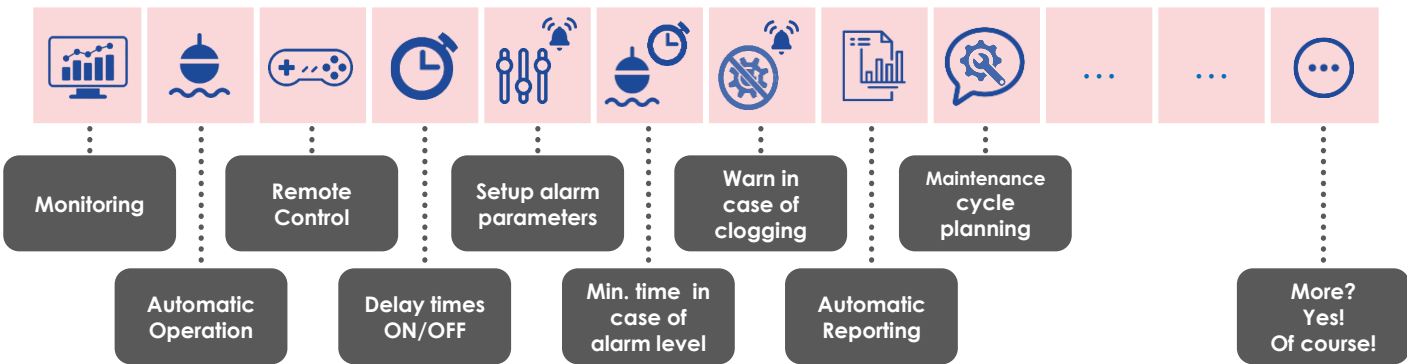 ...
...
Monitoring
Automatic
Operation
Remote
Control
Delay times
ON/OFF
Setup alarm
parameters
Min. time in
case of
alarm level
Warn in
case of
clogging
Automatic
Reporting
Maintenance
cycle
planning
More?
Yes!
Of course!